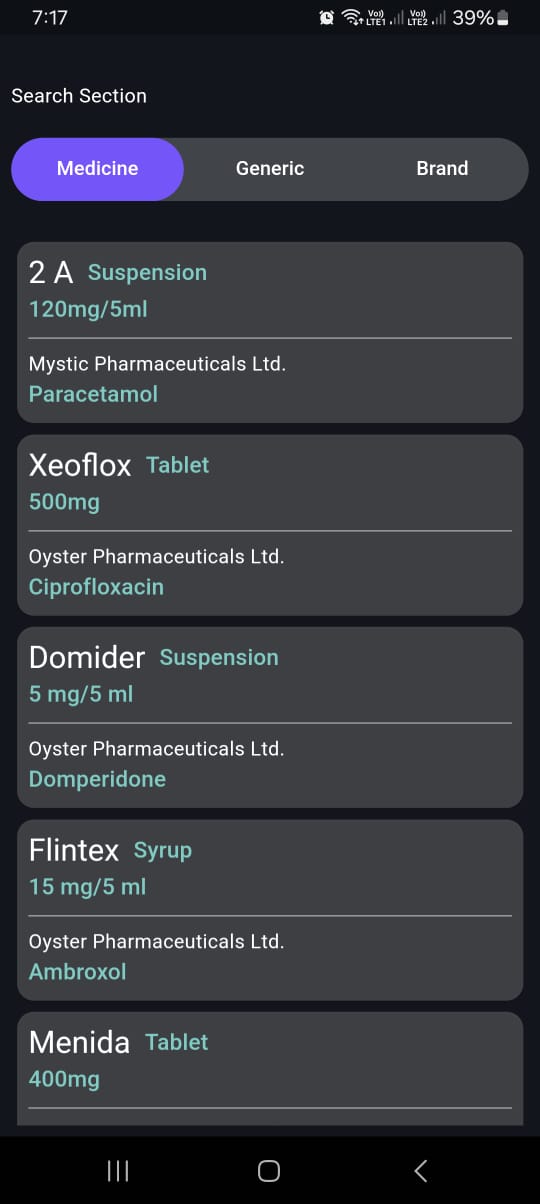 7:17 Vo)) LTE1 Vo)) LTE2 39%
Search Section
Medicine Generic Brand
2 A Suspension
120mg/5ml
Mystic Pharmaceuticals Ltd.
Paracetamol
Xeoflox Tablet
500mg
Oyster Pharmaceuticals Ltd.
Ciprofloxacin
Domider Suspension
5 mg/5 ml
Oyster Pharmaceuticals Ltd.
Domperidone
Flintex Syrup
15 mg/5 ml
Oyster Pharmaceuticals Ltd.
Ambroxol
Menida Tablet
400mg